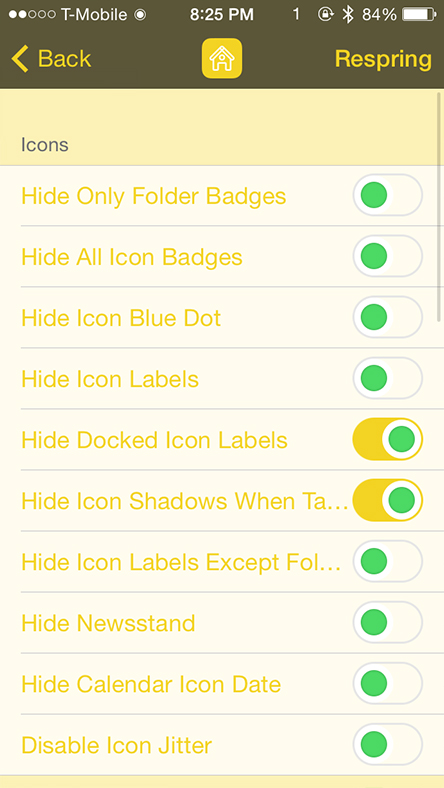 T-Mobile 8:25 PM 1 84%
Back Respring
Icons
Hide Only Folder Badges
Hide All Icon Badges
Hide Icon Blue Dot
Hide Icon Labels
Hide Docked Icon Labels
Hide Icon Shadows When Ta...
Hide Icon Labels Except Fol...
Hide Newsstand
Hide Calendar Icon Date
Disable Icon Jitter